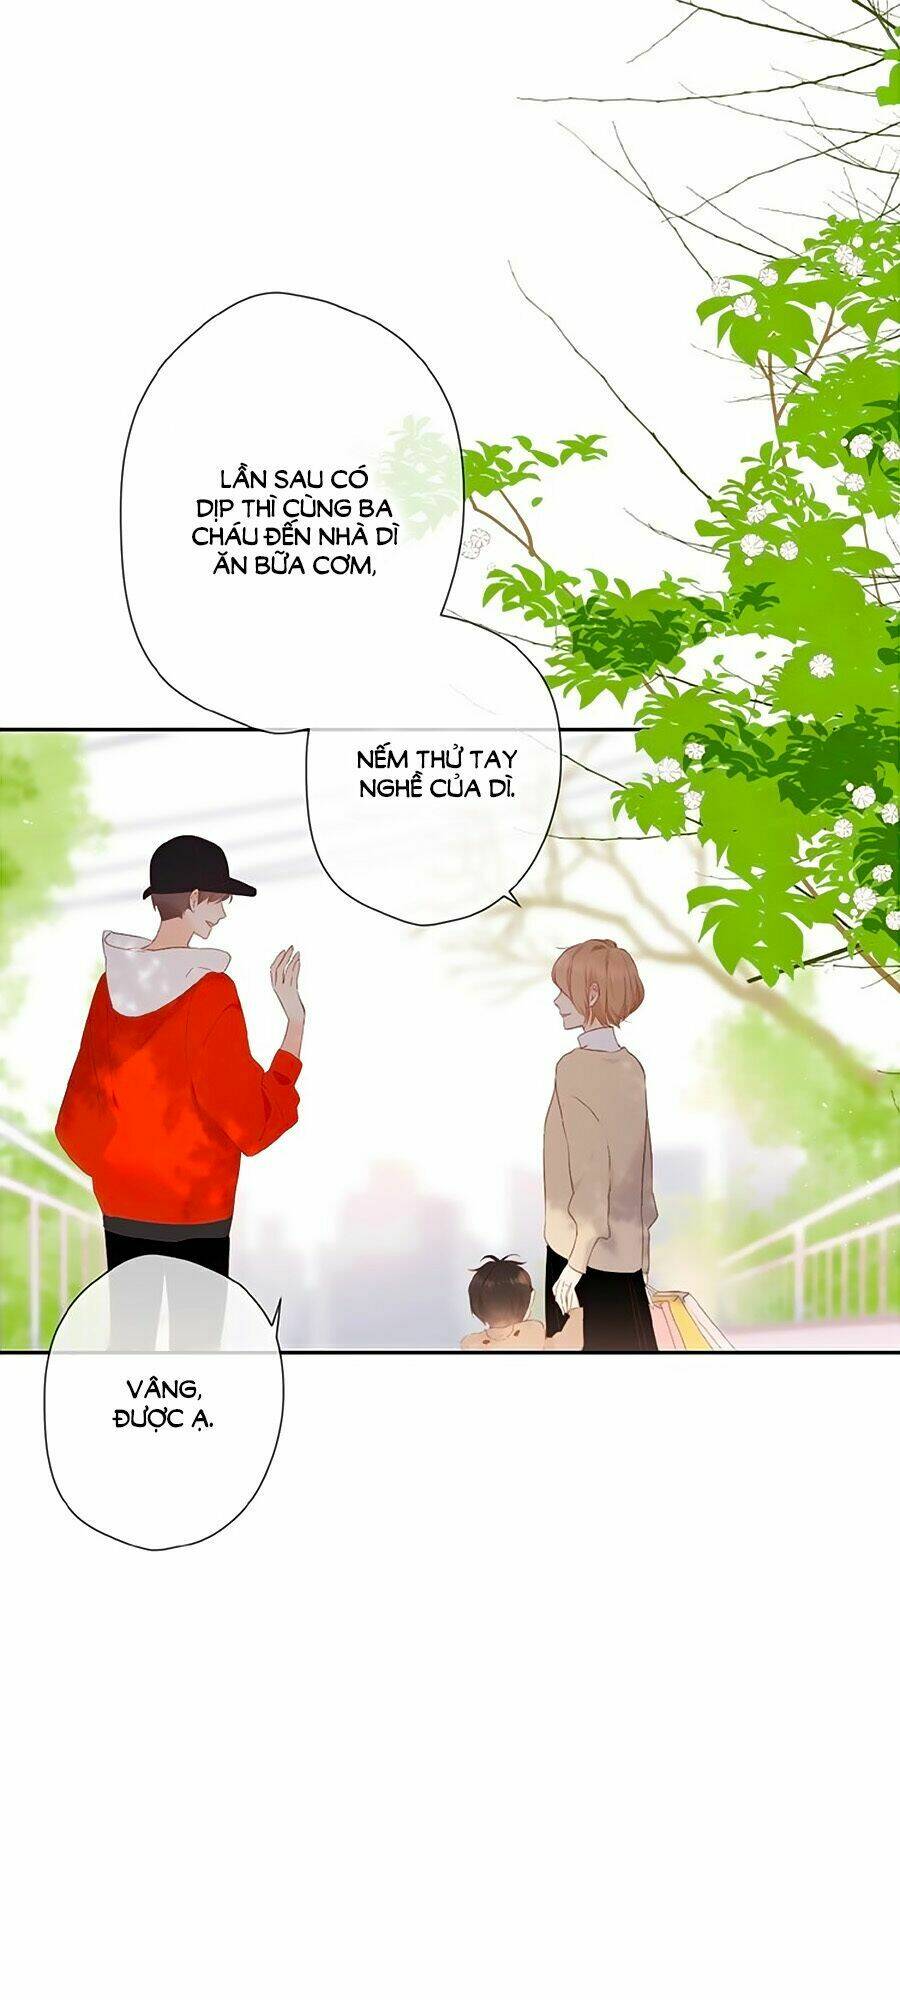 LẦN SAU CÓ
DỊP THÌ CÙNG BA
CHÁU ĐẾN NHÀ DÌ
ĂN BỮA CƠM,
NẾM THỬ TAY
NGHỀ CỦA DÌ.
VÂNG,
ĐƯỢC Ạ.